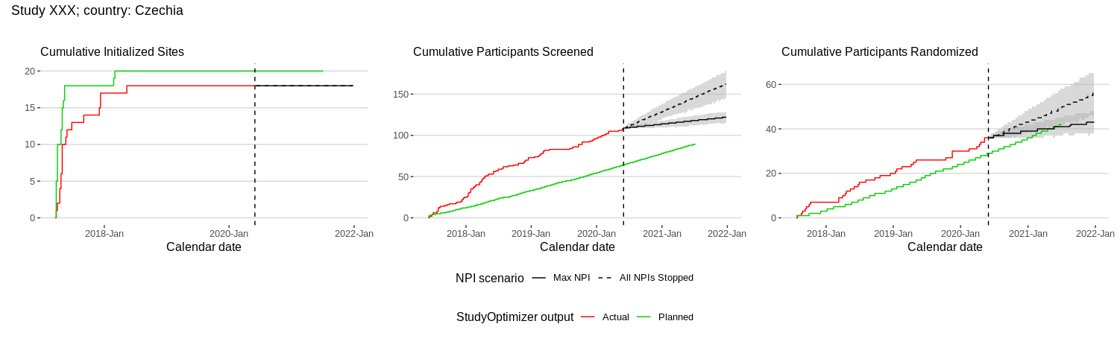 Study XXX; country: Czechia
Cumulative Initialized Sites
20
15
10
5
0
2018-Jan
2020-Jan
2022-Jan
Calendar date
Cumulative Participants Screened
150
100
50
0
2018-Jan
2019-Jan
2020-Jan
2021-Jan
2022-Jan
Calendar date
Cumulative Participants Randomized
60
40
20
0
2018-Jan
2019-Jan
2020-Jan
2021-Jan
2022-Jan
Calendar date
NPI scenario Max NPI All NPIs Stopped
StudyOptimizer output Actual Planned